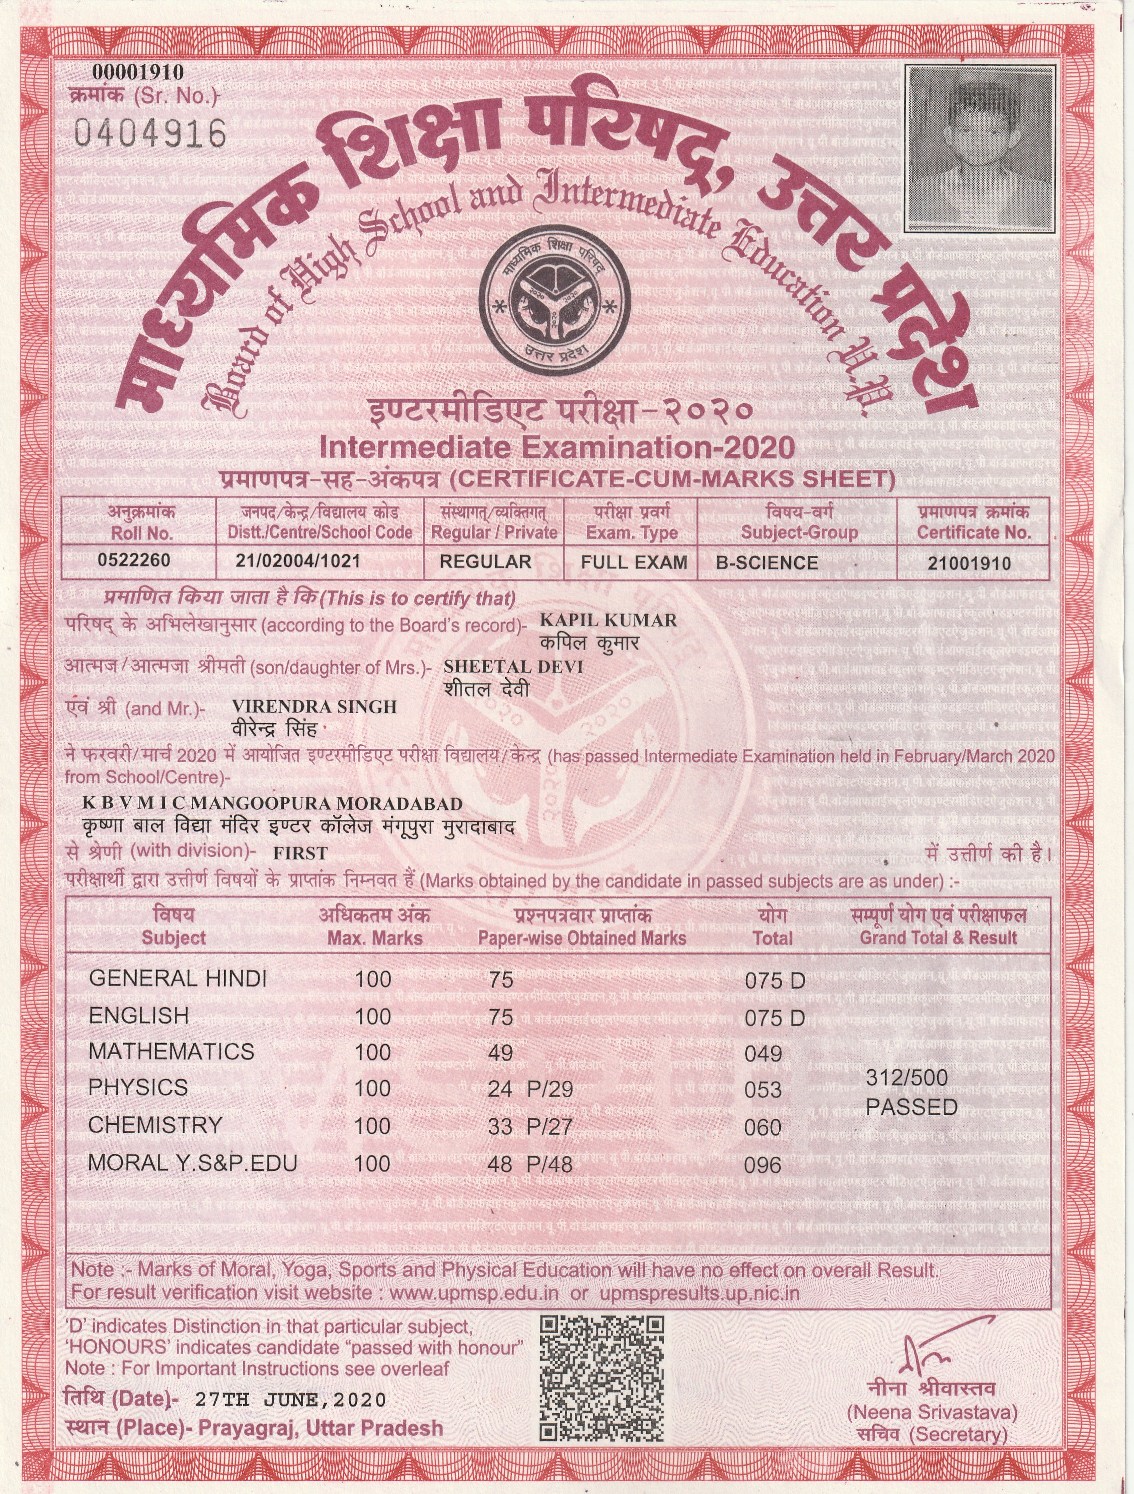 00001910
क्रमांक (Sr. No.)-
0404916
माध्यमिक शिक्षा परिषद्, उत्तर प्रदेश
Board of High School and Intermediate Education U.P.
माध्यमिक शिक्षा परिषद
उत्तर प्रदेश
इण्टरमीडिएट परीक्षा-२०२०
Intermediate Examination-2020
प्रमाणपत्र-सह-अंकपत्र (CERTIFICATE-CUM-MARKS SHEET)
अनुक्रमांक जनपद/केन्द्र/विद्यालय कोड संस्थागत्/व्यक्तिगत् परीक्षा प्रवर्ग विषय-वर्ग प्रमाणपत्र क्रमांक
Roll No. Distt./Centre/School Code Regular / Private Exam. Type Subject-Group Certificate No.
0522260 21/02004/1021 REGULAR FULL EXAM B-SCIENCE 21001910
प्रमाणित किया जाता है कि (This is to certify that)
परिषद् के अभिलेखानुसार (according to the Board's record)- KAPIL KUMAR
कपिल कुमार
आत्मज/आत्मजा श्रीमती (son/daughter of Mrs.)- SHEETAL DEVI
शीतल देवी
एवं श्री (and Mr.)- VIRENDRA SINGH
वीरेन्द्र सिंह
ने फरवरी/मार्च 2020 में आयोजित इण्टरमीडिएट परीक्षा विद्यालय/केन्द्र (has passed Intermediate Examination held in February/March 2020
from School/Centre)-
K B V M I C MANGOOPURA MORADABAD
कृष्णा बाल विद्या मंदिर इण्टर कॉलेज मंगूपुरा मुरादाबाद
से श्रेणी (with division)- FIRST में उत्तीर्ण की है।
परीक्षार्थी द्वारा उत्तीर्ण विषयों के प्राप्तांक निम्नवत हैं (Marks obtained by the candidate in passed subjects are as under) :-
विषय अधिकतम अंक प्रश्नपत्रवार प्राप्तांक योग सम्पूर्ण योग एवं परीक्षाफल
Subject Max. Marks Paper-wise Obtained Marks Total Grand Total & Result
GENERAL HINDI 100 75 075 D
ENGLISH 100 75 075 D
MATHEMATICS 100 49 049
PHYSICS 100 24 P/29 053 312/500
PASSED
CHEMISTRY 100 33 P/27 060
MORAL Y.S&P.EDU 100 48 P/48 096
Note :- Marks of Moral, Yoga, Sports and Physical Education will have no effect on overall Result.
For result verification visit website : www.upmsp.edu.in or upmspresults.up.nic.in
'D' indicates Distinction in that particular subject,
'HONOURS' indicates candidate "passed with honour"
Note : For Important Instructions see overleaf
तिथि (Date)- 27TH JUNE,2020
स्थान (Place)- Prayagraj, Uttar Pradesh
नीना श्रीवास्तव
(Neena Srivastava)
सचिव (Secretary)